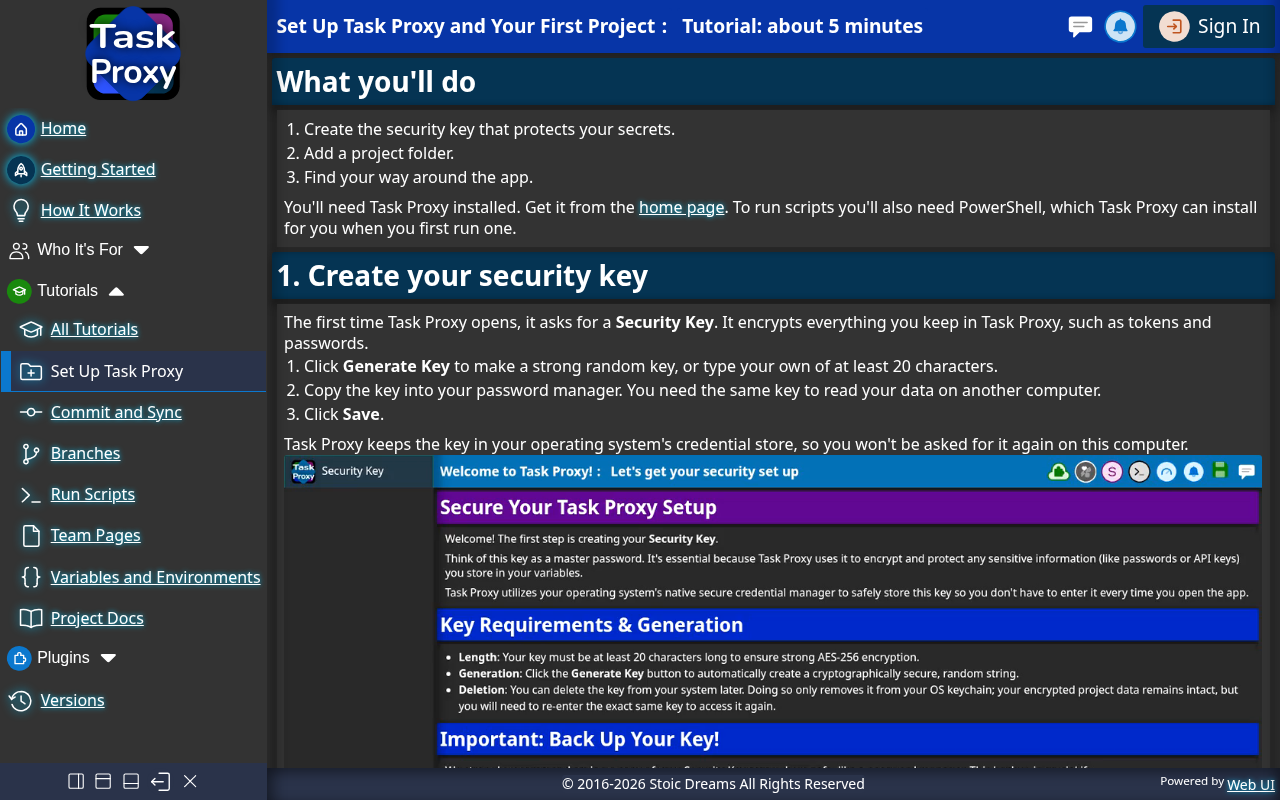 Task
Proxy
Home
Getting Started
How It Works
Who It's For
Tutorials
All Tutorials
Set Up Task Proxy
Commit and Sync
Branches
Run Scripts
Team Pages
Variables and Environments
Project Docs
Plugins
Versions
Set Up Task Proxy and Your First Project : Tutorial: about 5 minutes
Sign In
What you'll do
1. Create the security key that protects your secrets.
2. Add a project folder.
3. Find your way around the app.
You'll need Task Proxy installed. Get it from the home page. To run scripts you'll also need PowerShell, which Task Proxy can install
for you when you first run one.
1. Create your security key
The first time Task Proxy opens, it asks for a Security Key. It encrypts everything you keep in Task Proxy, such as tokens and
passwords.
1. Click Generate Key to make a strong random key, or type your own of at least 20 characters.
2. Copy the key into your password manager. You need the same key to read your data on another computer.
3. Click Save.
Task Proxy keeps the key in your operating system's credential store, so you won't be asked for it again on this computer.
Task
Proxy
Security Key
Welcome to Task Proxy! : Let's get your security set up
S
Secure Your Task Proxy Setup
Welcome! The first step is creating your Security Key.
Think of this key as a master password. It's essential because Task Proxy uses it to encrypt and protect any sensitive information (like passwords or API keys)
you store in your variables.
Task Proxy utilizes your operating system's native secure credential manager to safely store this key so you don't have to enter it every time you open the app.
Key Requirements & Generation
• Length: Your key must be at least 20 characters long to ensure strong AES-256 encryption.
• Generation: Click the Generate Key button to automatically create a cryptographically secure, random string.
• Deletion: You can delete the key from your system later. Doing so only removes it from your OS keychain; your encrypted project data remains intact, but
you will need to re-enter the exact same key to access it again.
Important: Back Up Your Key!
© 2016-2026 Stoic Dreams All Rights Reserved
Powered by Web UI